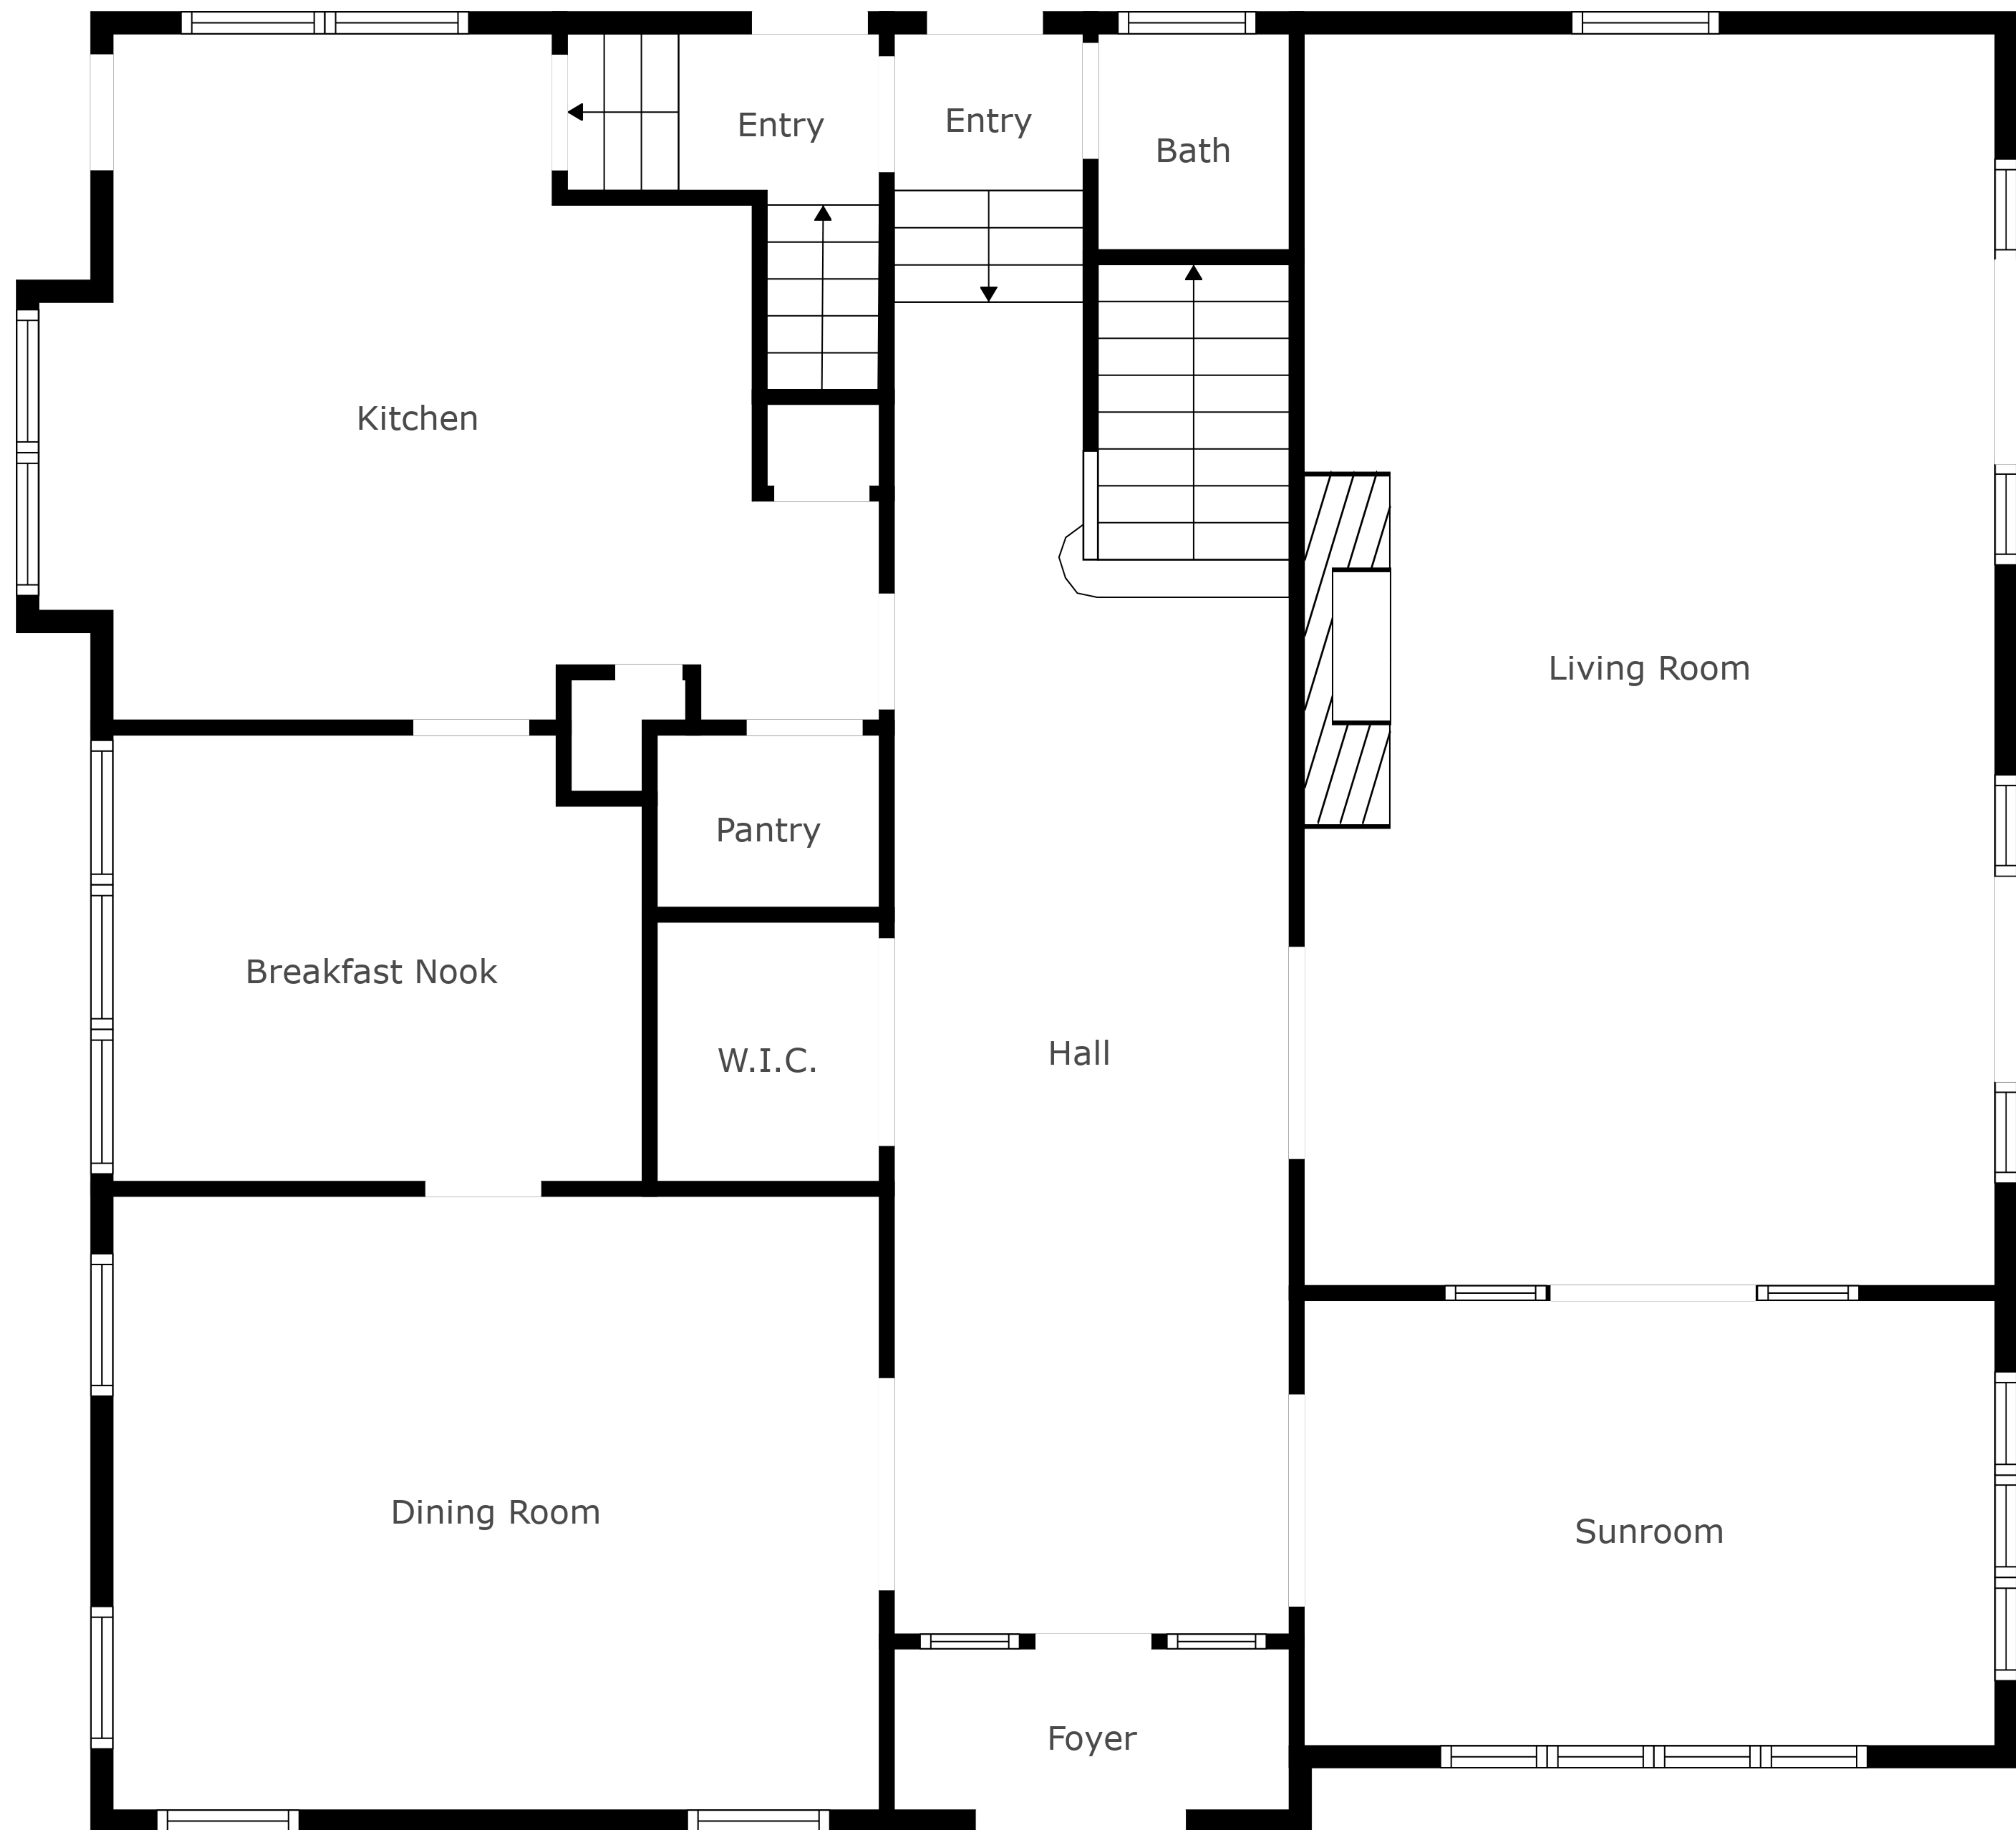 Entry
Entry
Bath
Kitchen
Living Room
Pantry
Breakfast Nook
W.I.C.
Hall
Dining Room
Sunroom
Foyer